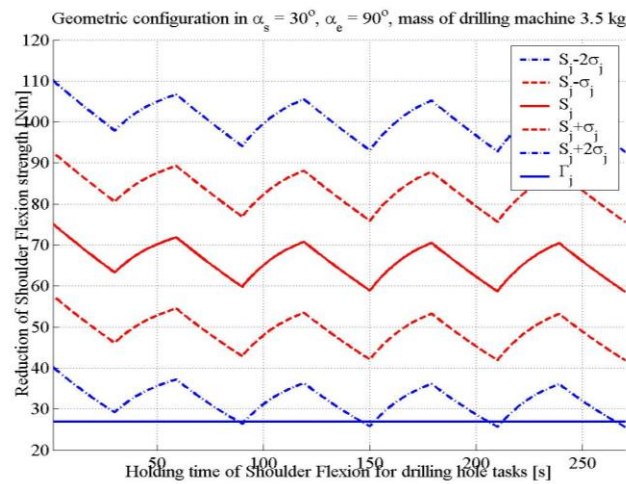 Geometric configuration in α_s = 30°, α_e = 90°, mass of drilling machine 3.5 kg
120
110
100
90
80
70
60
50
40
30
20
Reduction of Shoulder Flexion strength [Nm]
S_j-2σ_j
S_j-σ_j
S_j
S_j+σ_j
S_j+2σ_j
Γ_j
50
100
150
200
250
Holding time of Shoulder Flexion for drilling hole tasks [s]